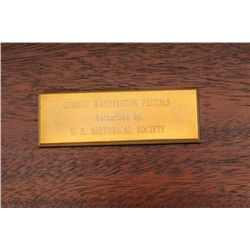 GEORGE WASHINGTON PISTOLS
Authorized by
U. S. HISTORICAL SOCIETY